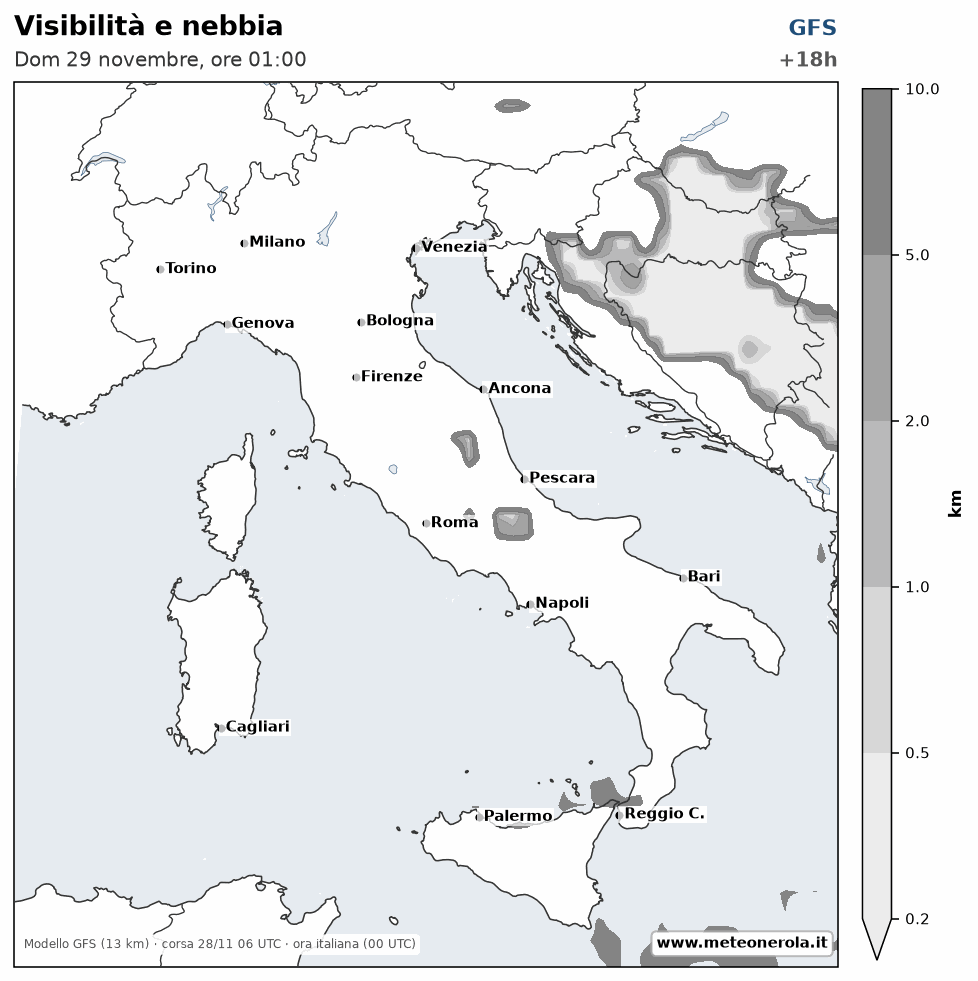 Visibilità e nebbia
GFS
Dom 29 novembre, ore 01:00
+18h
10.0
5.0
2.0
1.0
0.5
0.2
km
Milano
Venezia
Torino
Genova
Bologna
Firenze
Ancona
Pescara
Roma
Bari
Napoli
Cagliari
Palermo
Reggio C.
Modello GFS (13 km) · corsa 28/11 06 UTC · ora italiana (00 UTC)
www.meteonerola.it